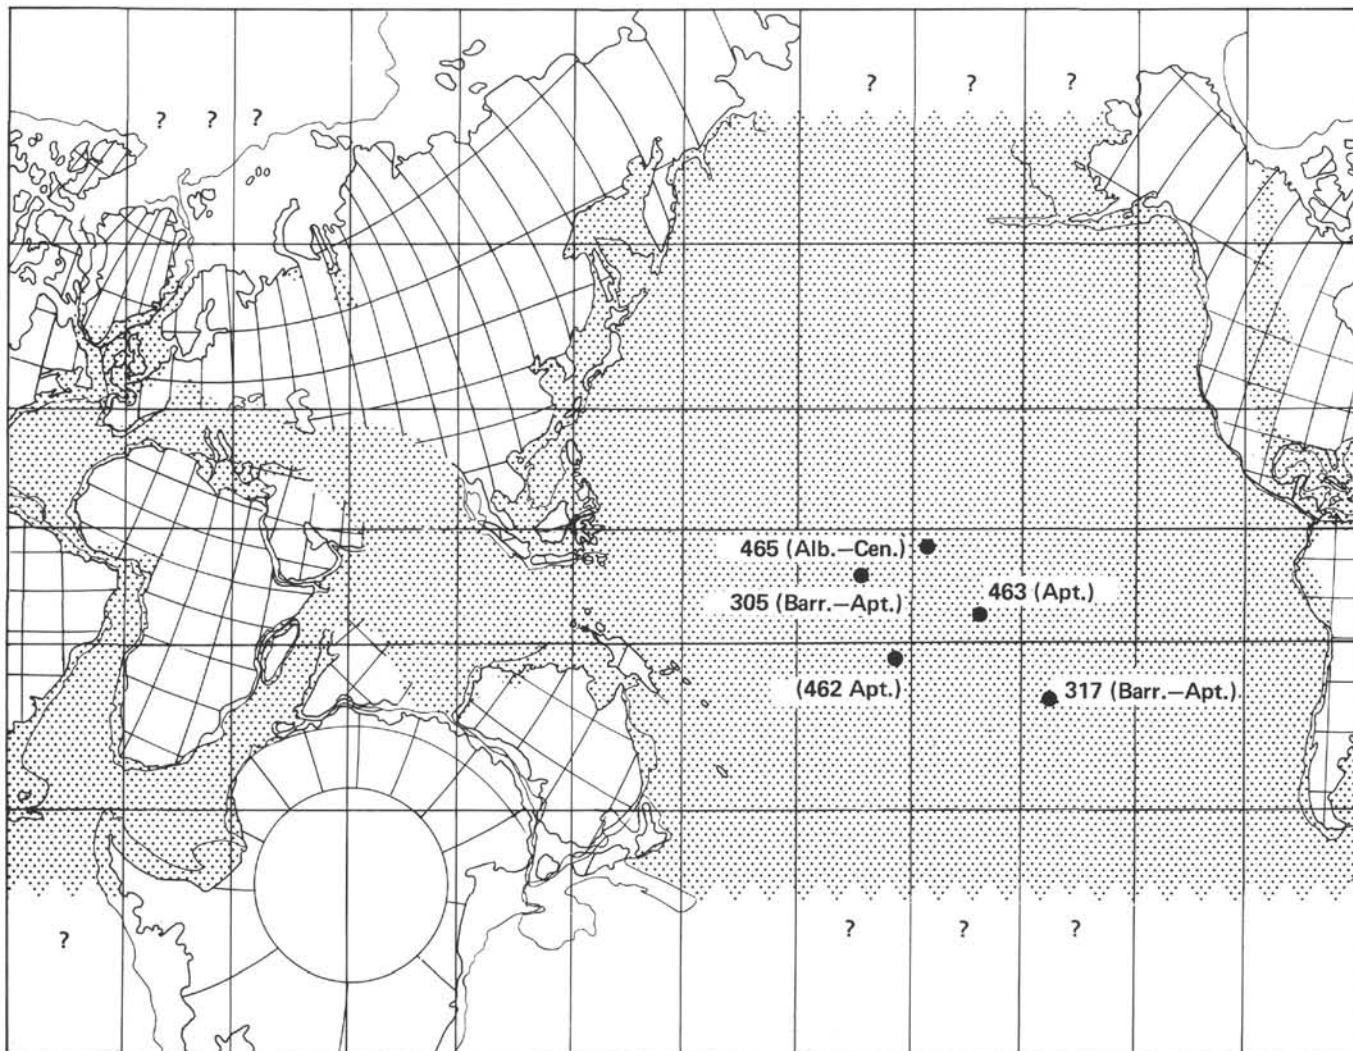 ? ? ?
? ? ?
465 (Alb.—Cen.)
305 (Barr.—Apt.)
463 (Apt.)
(462 Apt.)
317 (Barr.—Apt.)
?
? ? ?